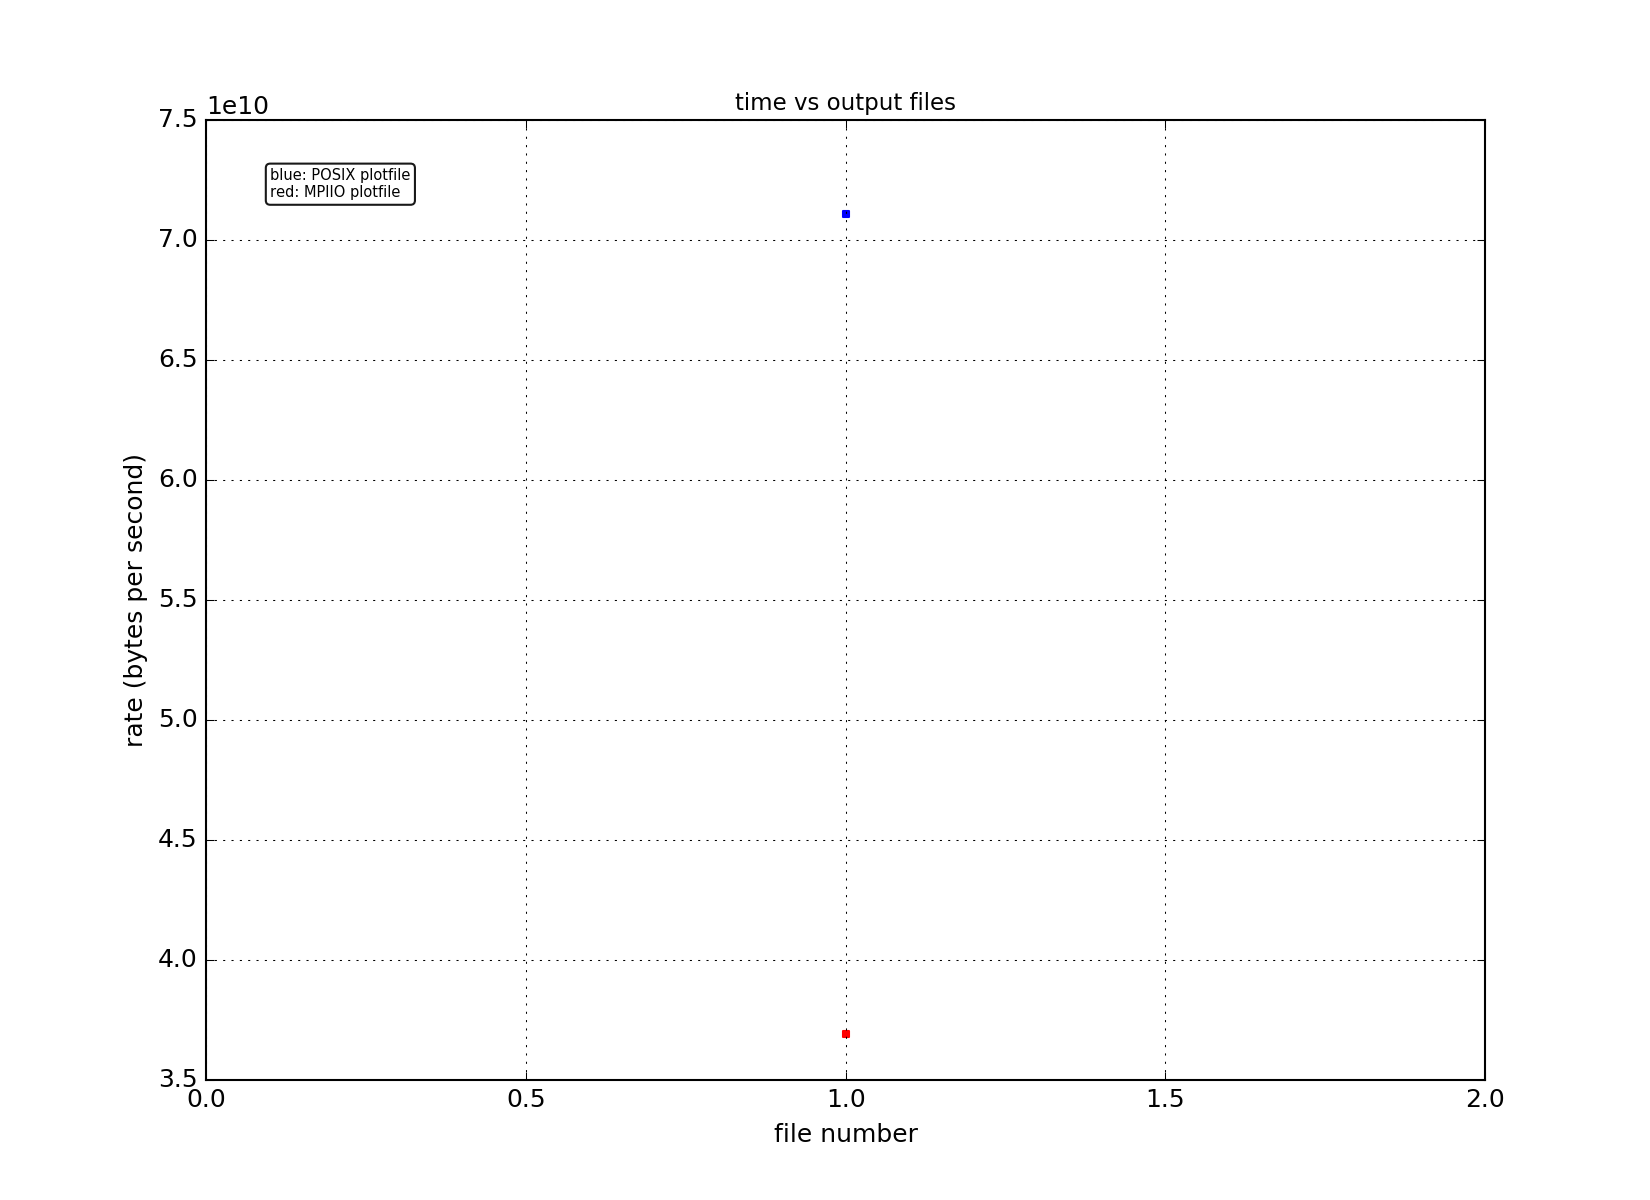 time vs output files
1e10
7.5
blue: POSIX plotfile
red: MPIIO plotfile
7.0
6.5
6.0
5.5
5.0
4.5
4.0
3.5
rate (bytes per second)
0.0 0.5 1.0 1.5 2.0
file number